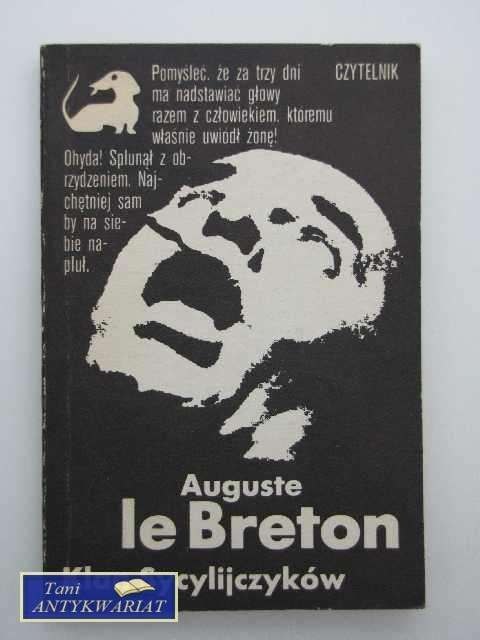 Pomyśleć, że za trzy dni
ma nadstawiać głowy
razem z człowiekiem, któremu
właśnie uwiódł żonę!
Ohyda! Splunął z ob-
rzydzeniem. Naj-
chętniej sam
by na sie-
bie na-
pluł.
CZYTELNIK
Auguste
le Breton
Sycylijczyków
Tani
ANTYKWARIAT